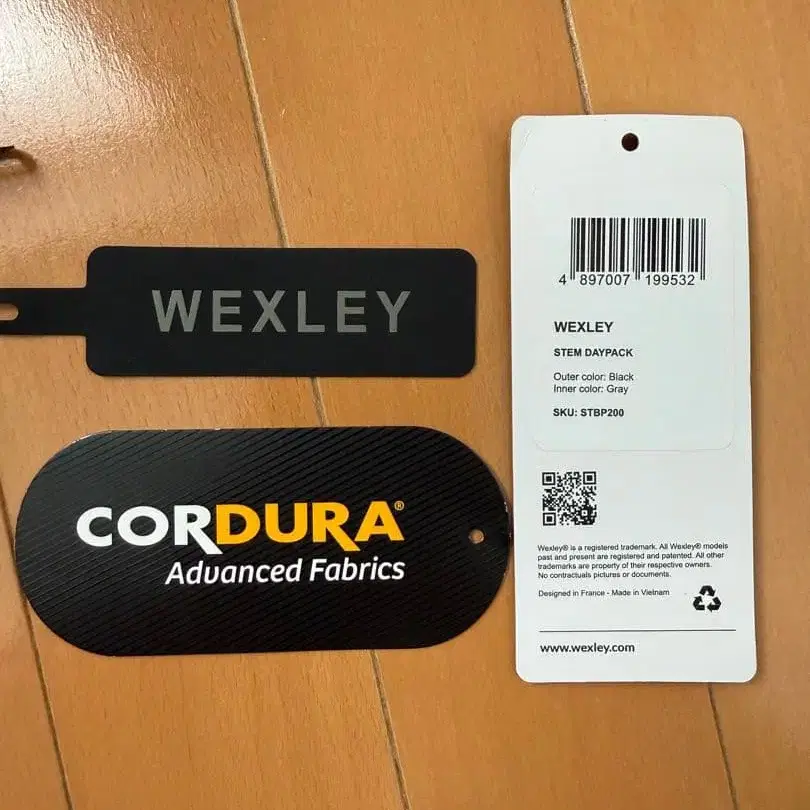 WEXLEY
CORDURA®
Advanced Fabrics
4 897007 199532
WEXLEY
STEM DAYPACK
Outer color: Black
Inner color: Gray
SKU: STBP200
Wexley® is a registered trademark. All Wexley® models
past and present are registered and patented. All other
trademarks are property of their respective owners.
No contractuals pictures or documents.
Designed in France - Made in Vietnam
www.wexley.com